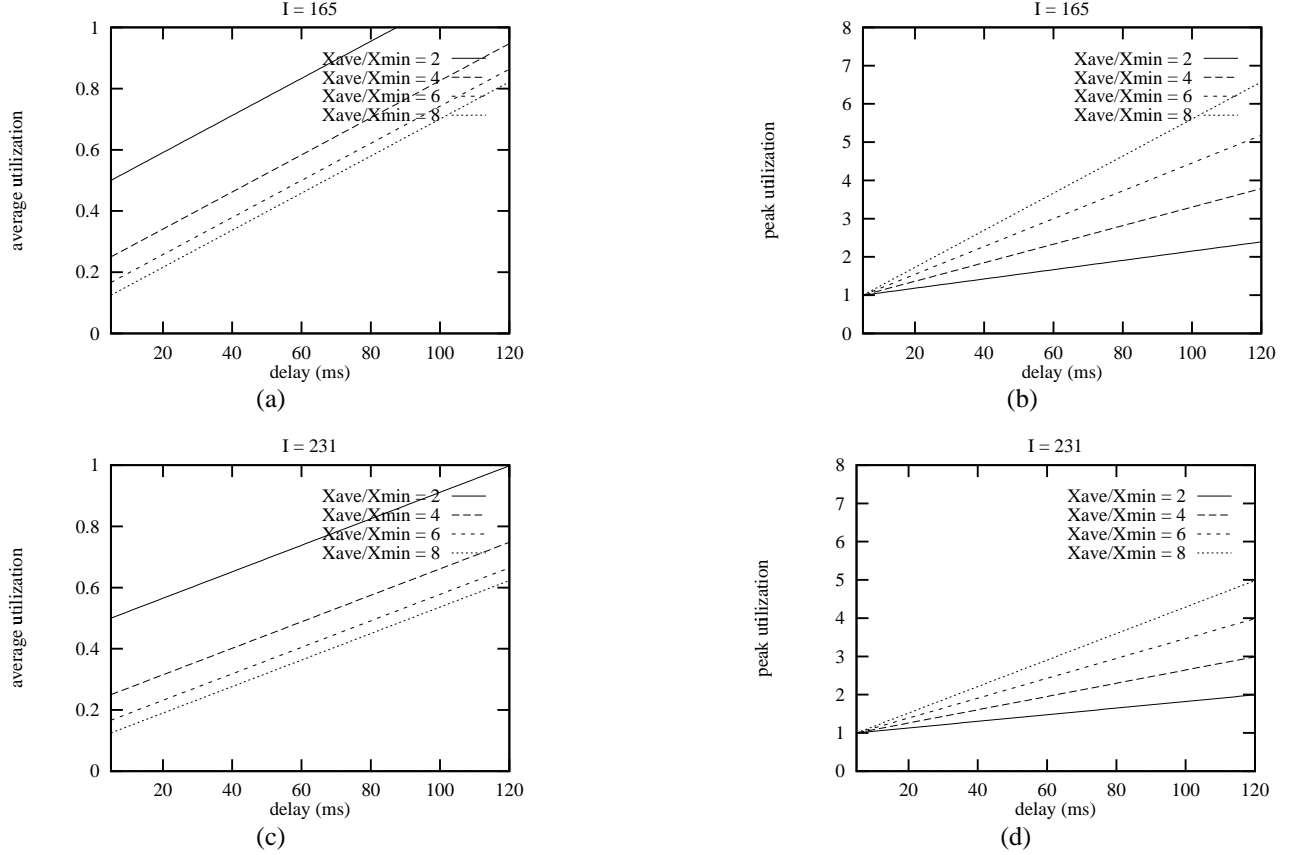 I = 165
1
0.8
0.6
0.4
0.2
0
average utilization
Xave/Xmin = 2
Xave/Xmin = 4
Xave/Xmin = 6
Xave/Xmin = 8
20 40 60 80 100 120
delay (ms)
(a)
I = 165
8
7
6
5
4
3
2
1
0
peak utilization
Xave/Xmin = 2
Xave/Xmin = 4
Xave/Xmin = 6
Xave/Xmin = 8
20 40 60 80 100 120
delay (ms)
(b)
I = 231
1
0.8
0.6
0.4
0.2
0
average utilization
Xave/Xmin = 2
Xave/Xmin = 4
Xave/Xmin = 6
Xave/Xmin = 8
20 40 60 80 100 120
delay (ms)
(c)
I = 231
8
7
6
5
4
3
2
1
0
peak utilization
Xave/Xmin = 2
Xave/Xmin = 4
Xave/Xmin = 6
Xave/Xmin = 8
20 40 60 80 100 120
delay (ms)
(d)